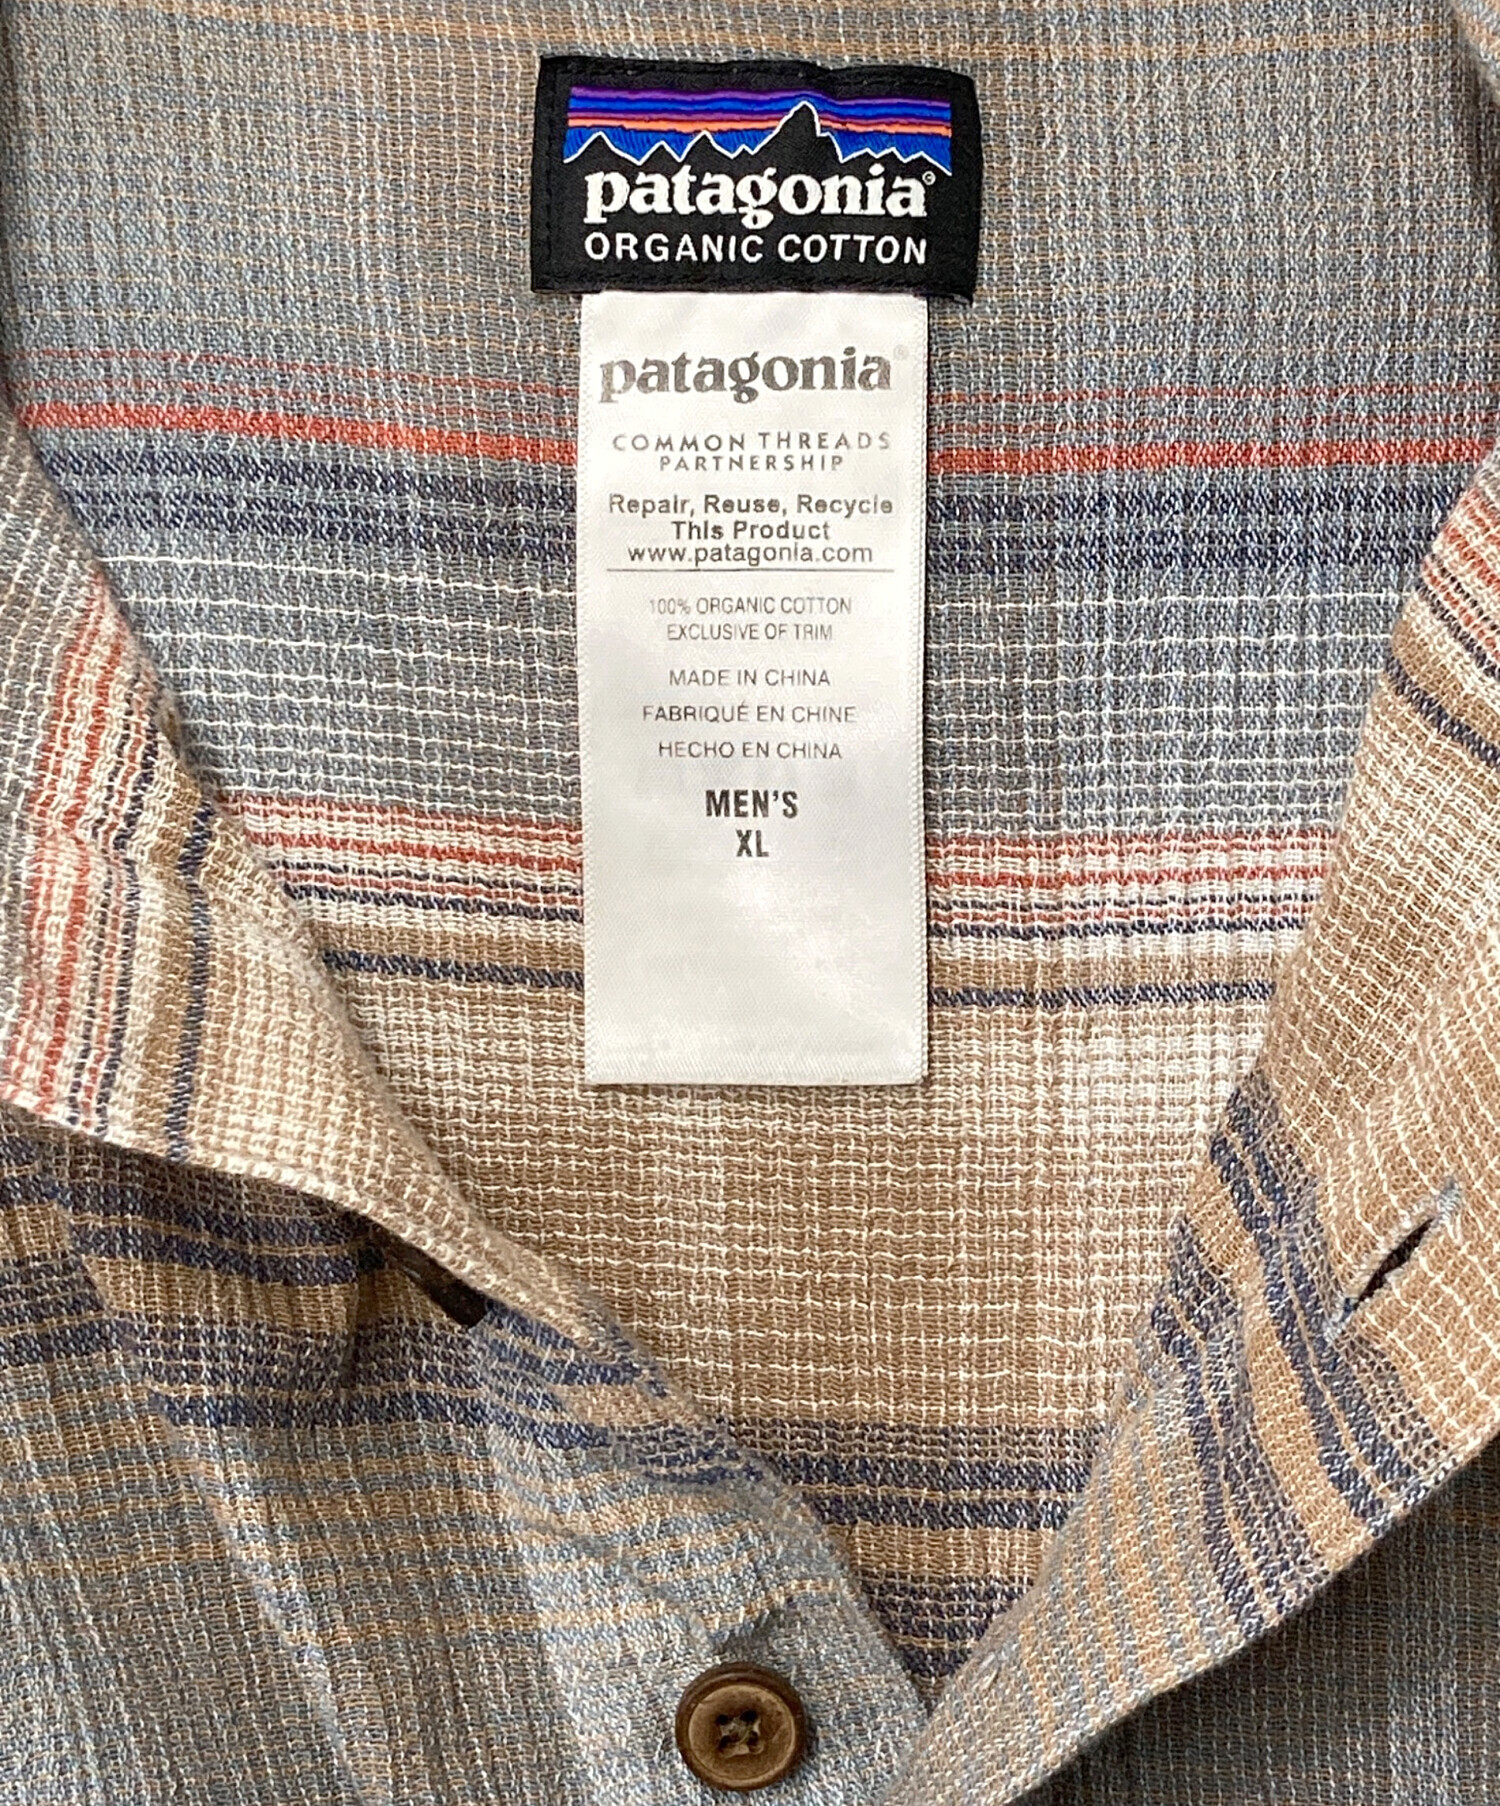 patagonia®
ORGANIC COTTON
patagonia®
COMMON THREADS
PARTNERSHIP
Repair, Reuse, Recycle
This Product
www.patagonia.com
100% ORGANIC COTTON
EXCLUSIVE OF TRIM
MADE IN CHINA
FABRIQUÉ EN CHINE
HECHO EN CHINA
MEN'S
XL